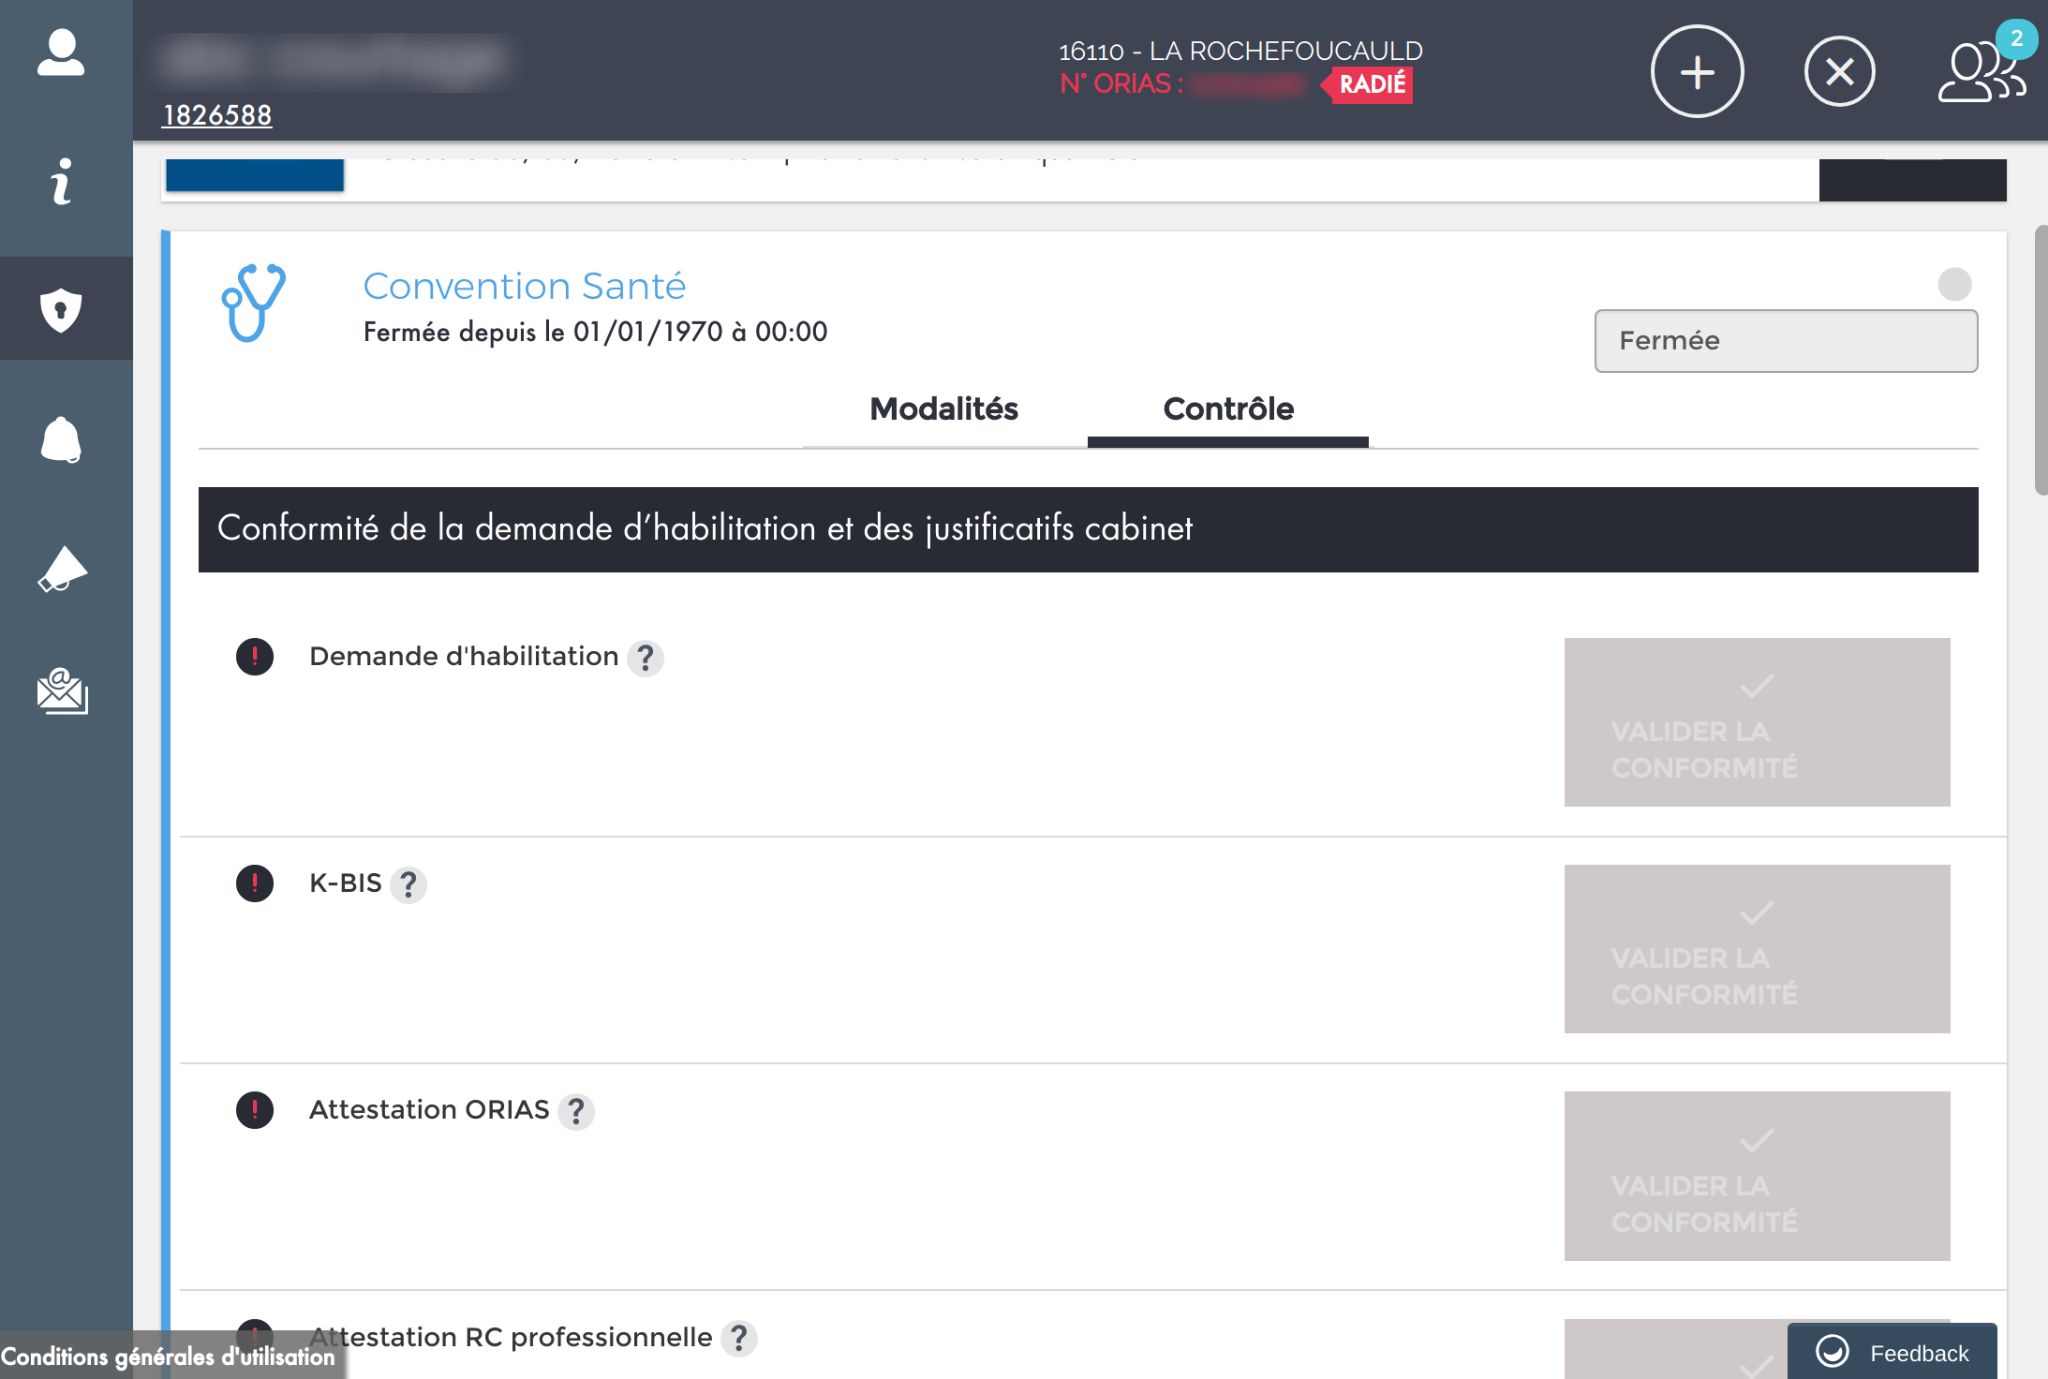 16110 - LA ROCHEFOUCAULD
2
1826588
N° ORIAS :
RADIÉ
Convention Santé
Fermée depuis le 01/01/1970 à 00:00
Fermée
Modalités
Contrôle
Conformité de la demande d'habilitation et des justificatifs cabinet
! Demande d'habilitation ?
VALIDER LA
CONFORMITÉ
! K-BIS ?
VALIDER LA
CONFORMITÉ
! Attestation ORIAS ?
VALIDER LA
CONFORMITÉ
! Attestation RC professionnelle ?
Conditions générales d'utilisation
Feedback